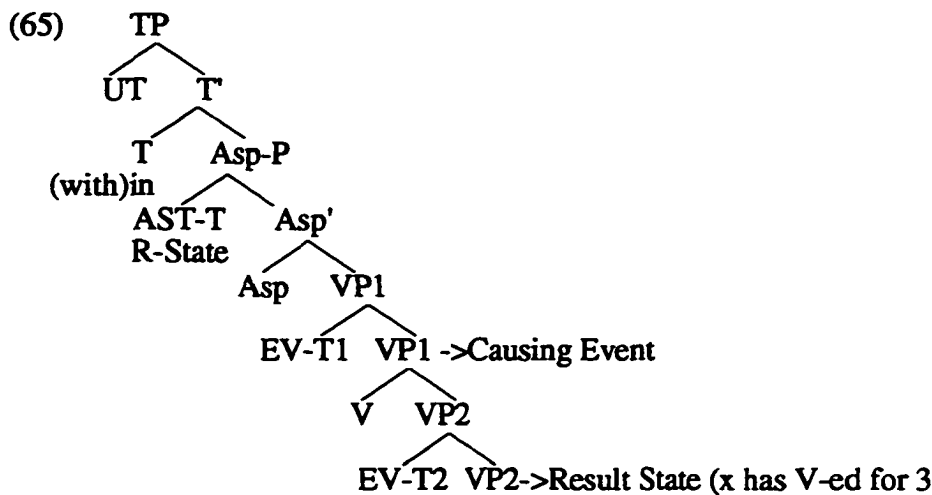 (65) TP
UT T'
T Asp-P
(with)in
AST-T Asp'
R-State
Asp VP1
EV-T1 VP1 ->Causing Event
V VP2
EV-T2 VP2->Result State (x has V-ed for 3